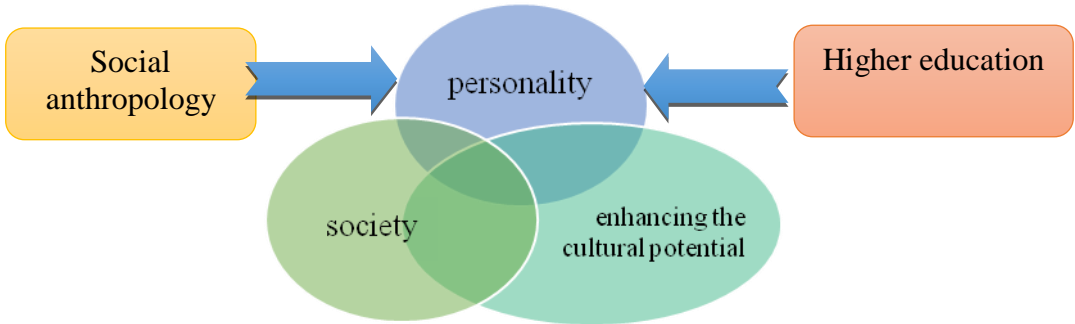 Social
anthropology
personality
Higher education
society
enhancing the
cultural potential